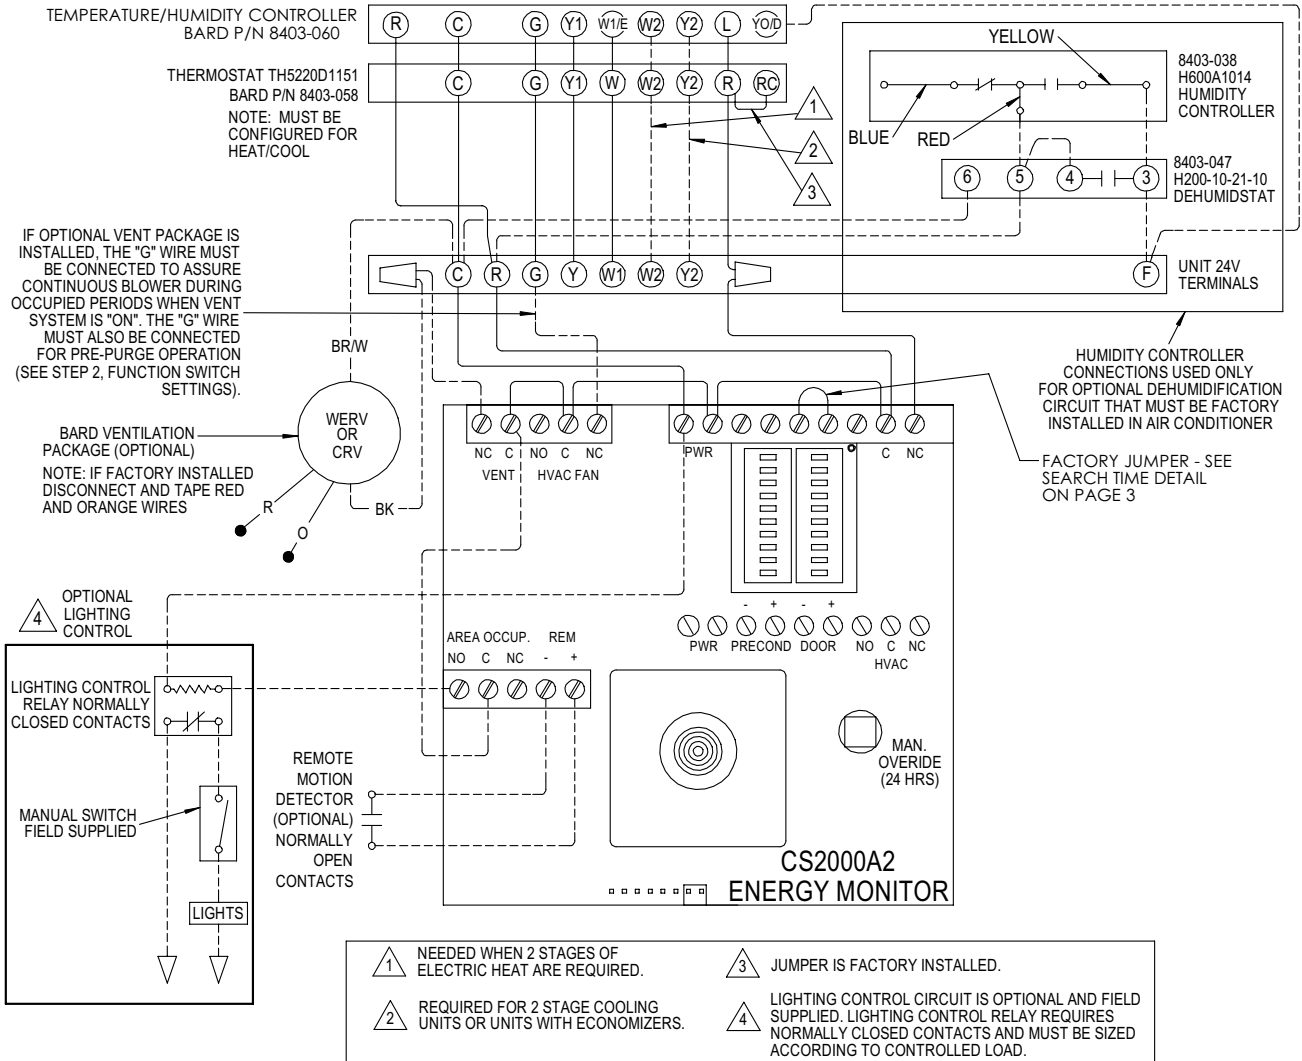 TEMPERATURE/HUMIDITY CONTROLLER
BARD P/N 8403-060
R C G Y1 W1/E W2 Y2 L YO/D
THERMOSTAT TH5220D1151
BARD P/N 8403-058
NOTE: MUST BE
CONFIGURED FOR
HEAT/COOL
C G Y1 W W2 Y2 R RC
1
2
3
YELLOW
BLUE
RED
8403-038
H600A1014
HUMIDITY
CONTROLLER
6 5 4 3
8403-047
H200-10-21-10
DEHUMIDSTAT
IF OPTIONAL VENT PACKAGE IS
INSTALLED, THE "G" WIRE MUST
BE CONNECTED TO ASSURE
CONTINUOUS BLOWER DURING
OCCUPIED PERIODS WHEN VENT
SYSTEM IS "ON". THE "G" WIRE
MUST ALSO BE CONNECTED
FOR PRE-PURGE OPERATION
(SEE STEP 2, FUNCTION SWITCH
SETTINGS).
C R G Y W1 W2 Y2 F
UNIT 24V
TERMINALS
HUMIDITY CONTROLLER
CONNECTIONS USED ONLY
FOR OPTIONAL DEHUMIDIFICATION
CIRCUIT THAT MUST BE FACTORY
INSTALLED IN AIR CONDITIONER
BR/W
WERV
OR
CRV
BARD VENTILATION
PACKAGE (OPTIONAL)
NOTE: IF FACTORY INSTALLED
DISCONNECT AND TAPE RED
AND ORANGE WIRES
R
O
BK
NC C NO C NC
VENT HVAC FAN
PWR C NC
FACTORY JUMPER - SEE
SEARCH TIME DETAIL
ON PAGE 3
- + - +
PWR PRECOND DOOR NO C NC
HVAC
4
OPTIONAL
LIGHTING
CONTROL
AREA OCCUP. REM
NO C NC - +
LIGHTING CONTROL
RELAY NORMALLY
CLOSED CONTACTS
MANUAL SWITCH
FIELD SUPPLIED
LIGHTS
REMOTE
MOTION
DETECTOR
(OPTIONAL)
NORMALLY
OPEN
CONTACTS
MAN.
OVERIDE
(24 HRS)
CS2000A2
ENERGY MONITOR
1 NEEDED WHEN 2 STAGES OF
ELECTRIC HEAT ARE REQUIRED.
2 REQUIRED FOR 2 STAGE COOLING
UNITS OR UNITS WITH ECONOMIZERS.
3 JUMPER IS FACTORY INSTALLED.
4 LIGHTING CONTROL CIRCUIT IS OPTIONAL AND FIELD
SUPPLIED. LIGHTING CONTROL RELAY REQUIRES
NORMALLY CLOSED CONTACTS AND MUST BE SIZED
ACCORDING TO CONTROLLED LOAD.